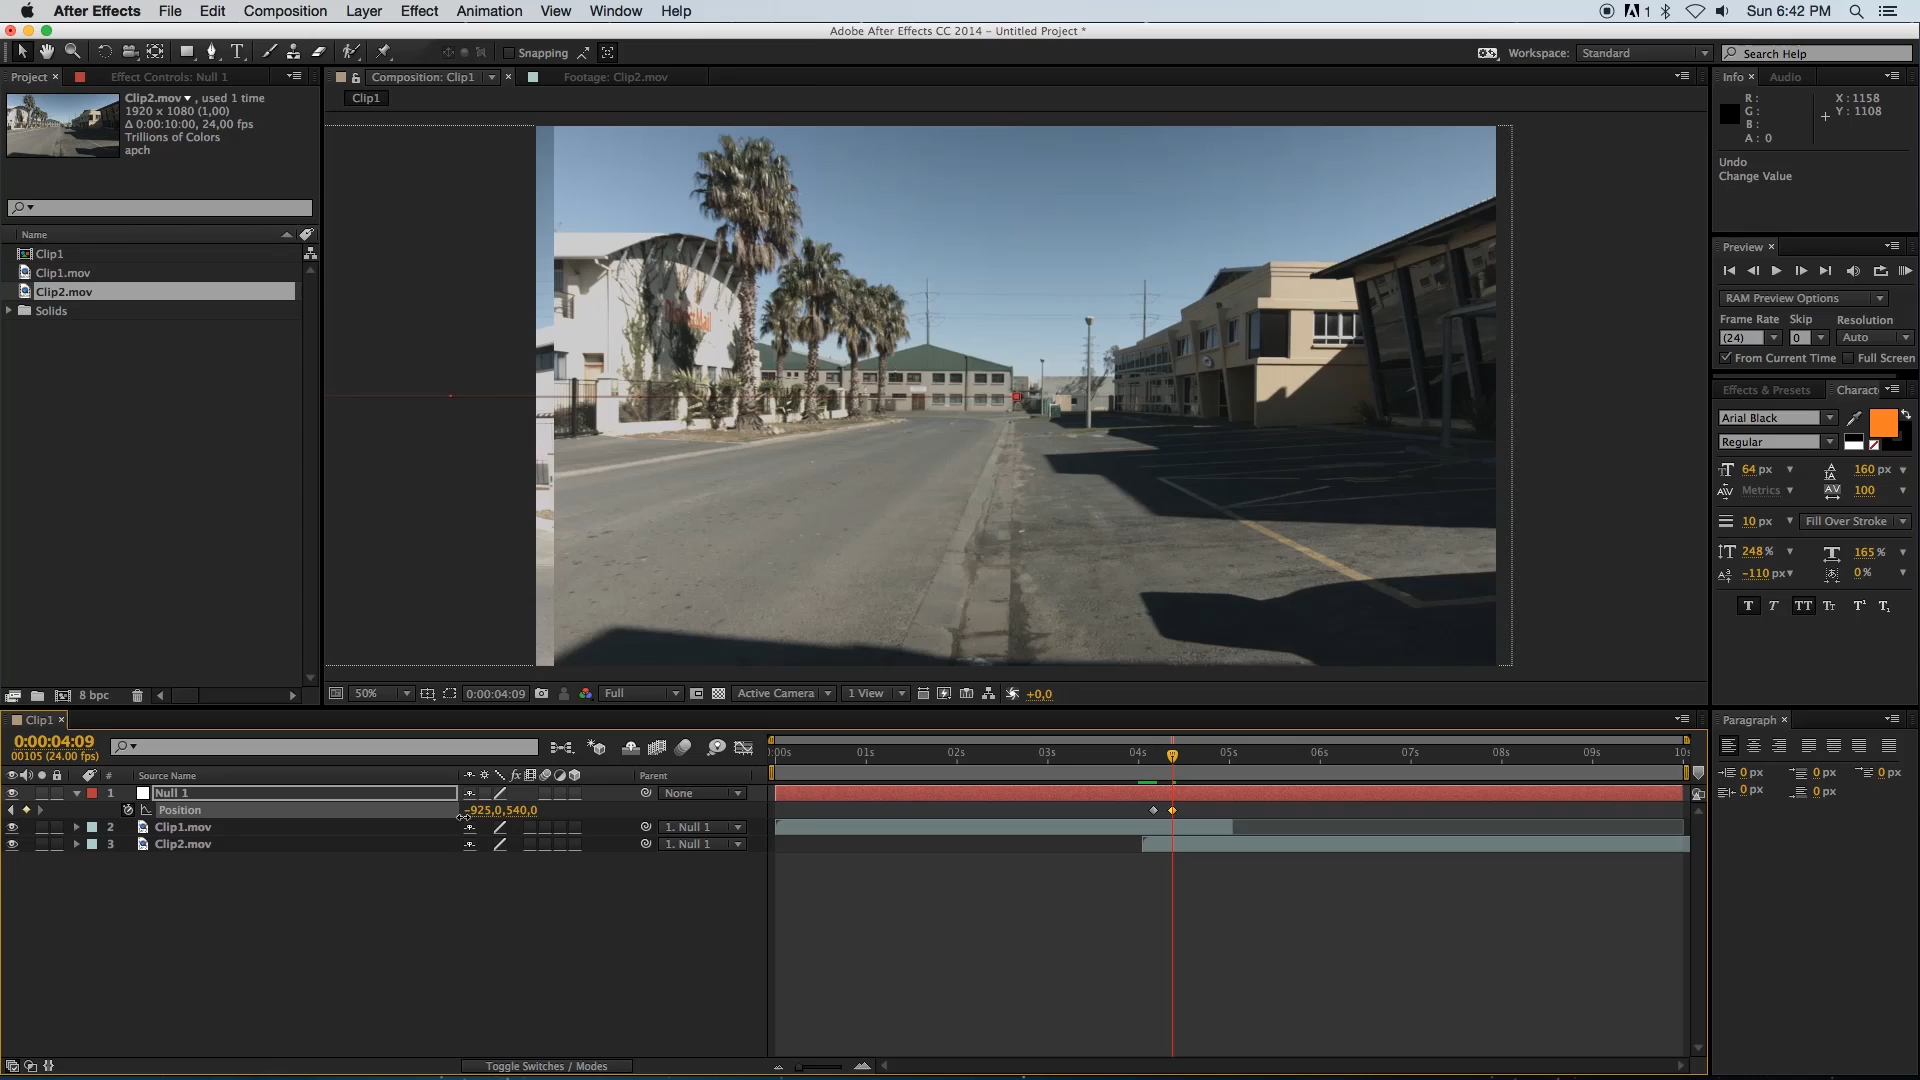 After Effects File Edit Composition Layer Effect Animation View Window Help
1 Sun 6:42 PM
Adobe After Effects CC 2014 – Untitled Project *
T Snapping Workspace: Standard Search Help
Project × Effect Controls: Null 1
Composition: Clip1 × Footage: Clip2.mov
Info × Audio
Clip1
Clip2.mov , used 1 time
1920 x 1080 (1,00)
Δ 0:00:10:00, 24,00 fps
Trillions of Colors
apch
R :
G :
B :
A : 0
X : 1158
Y : 1108
Undo
Change Value
Name
Clip1
Clip1.mov
Clip2.mov
Solids
Preview ×
RAM Preview Options
Frame Rate Skip Resolution
(24) 0 Auto
From Current Time Full Screen
Effects & Presets Charact
Arial Black
Regular
64 px 160 px
Metrics 100
10 px Fill Over Stroke
248 % 165 %
-110 px 0 %
T T TT Tt T¹ T₁
8 bpc
50% 0:00:04:09 Full Active Camera 1 View +0,0
Clip1 ×
0:00:04:09
00105 (24.00 fps)
:00s 01s 02s 03s 04s 05s 06s 07s 08s 09s 10s
# Source Name fx Parent
1 Null 1 None
Position -925,0,540,0
2 Clip1.mov 1. Null 1
3 Clip2.mov 1. Null 1
Toggle Switches / Modes
Paragraph ×
0 px 0 px 0 px
0 px 0 px